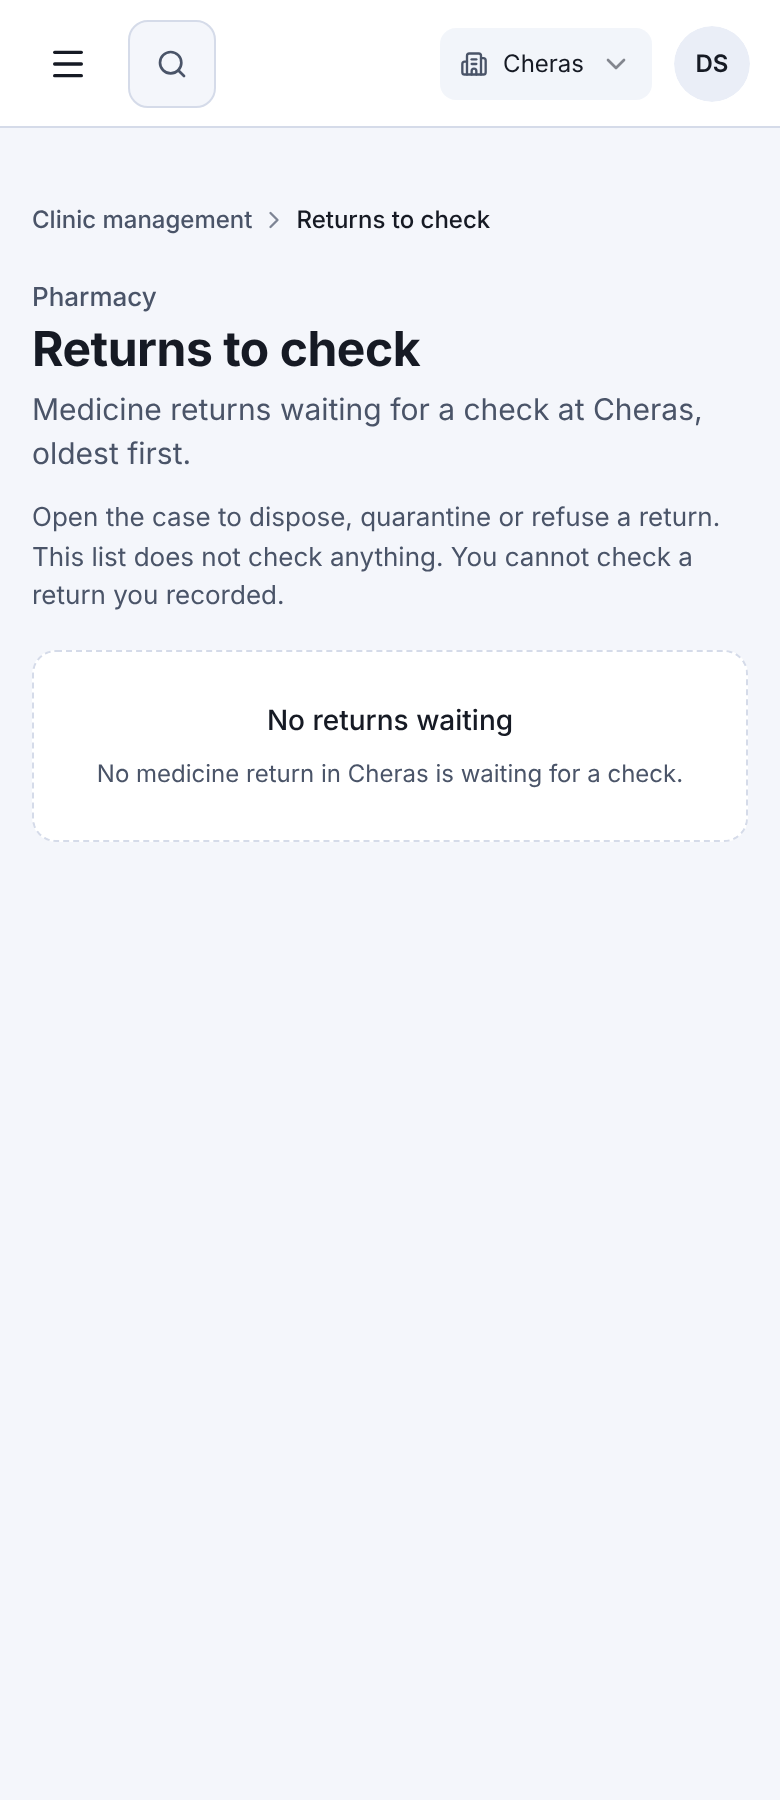 Cheras
DS
Clinic management
Returns to check
Pharmacy
Returns to check
Medicine returns waiting for a check at Cheras,
oldest first.
Open the case to dispose, quarantine or refuse a return.
This list does not check anything. You cannot check a
return you recorded.
No returns waiting
No medicine return in Cheras is waiting for a check.